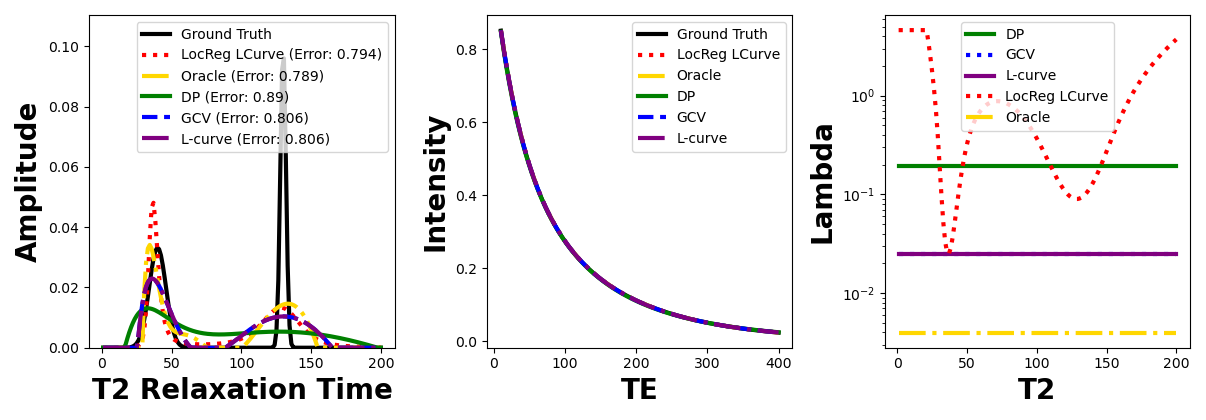 Amplitude
0.10
0.08
0.06
0.04
0.02
0.00
0
50
100
150
200
T2 Relaxation Time
Ground Truth
LocReg LCurve (Error: 0.794)
Oracle (Error: 0.789)
DP (Error: 0.89)
GCV (Error: 0.806)
L-curve (Error: 0.806)
Intensity
0.8
0.6
0.4
0.2
0.0
0
100
200
300
400
TE
Ground Truth
LocReg LCurve
Oracle
DP
GCV
L-curve
Lambda
10⁰
10⁻¹
10⁻²
0
50
100
150
200
T2
DP
GCV
L-curve
LocReg LCurve
Oracle